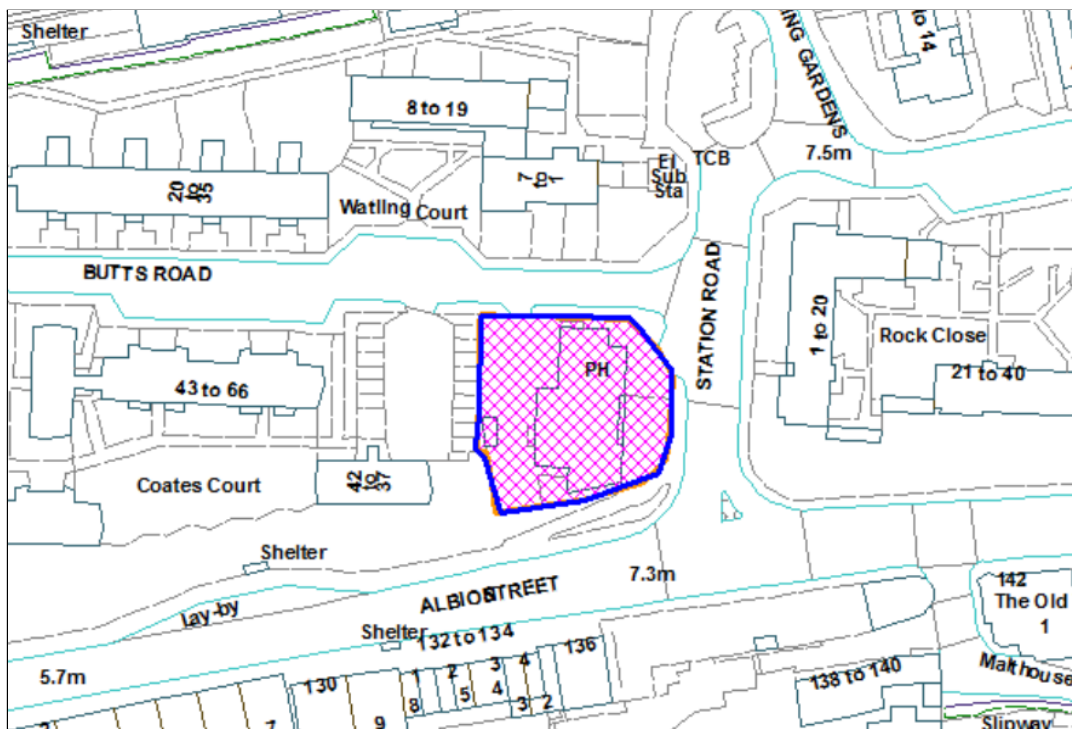 Shelter
8 to 19
ING GARDENS
to 14
7.5m
TCB
El
Sub
Sta
20
to
35
7
to
1
Watling Court
BUTTS ROAD
STATION ROAD
1 to 20
Rock Close
21 to 40
PH
43 to 66
42
to
37
Coates Court
Shelter
Lay-by
ALBION STREET
7.3m
Shelter
132 to 134
136
142
The Old
1
Malthouse
138 to 140
Slipway
5.7m
130
1
2
3
4
8
5
4
3
2
7
9